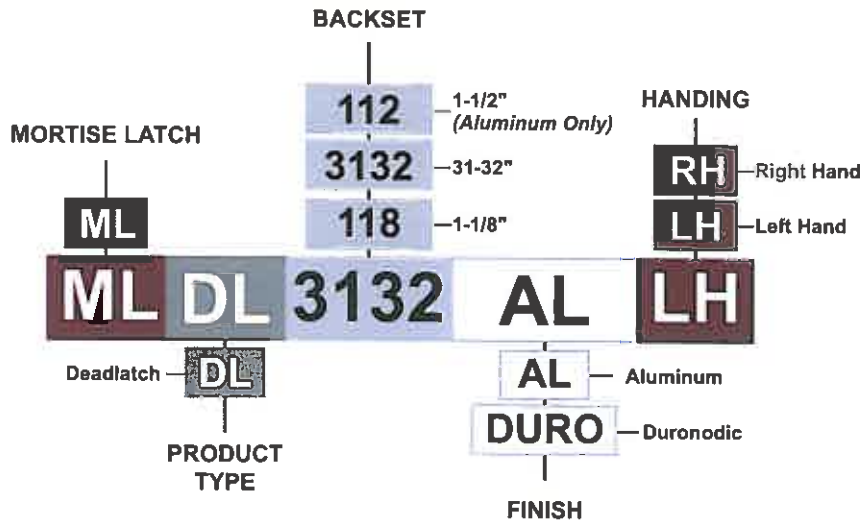 BACKSET
112
1-1/2"
(Aluminum Only)
HANDING
MORTISE LATCH
3132
31-32"
RH
Right Hand
ML
118
1-1/8"
LH
Left Hand
ML DL 3132 AL LH
Deadlatch
DL
AL
Aluminum
DURO
Duronodic
PRODUCT
TYPE
FINISH